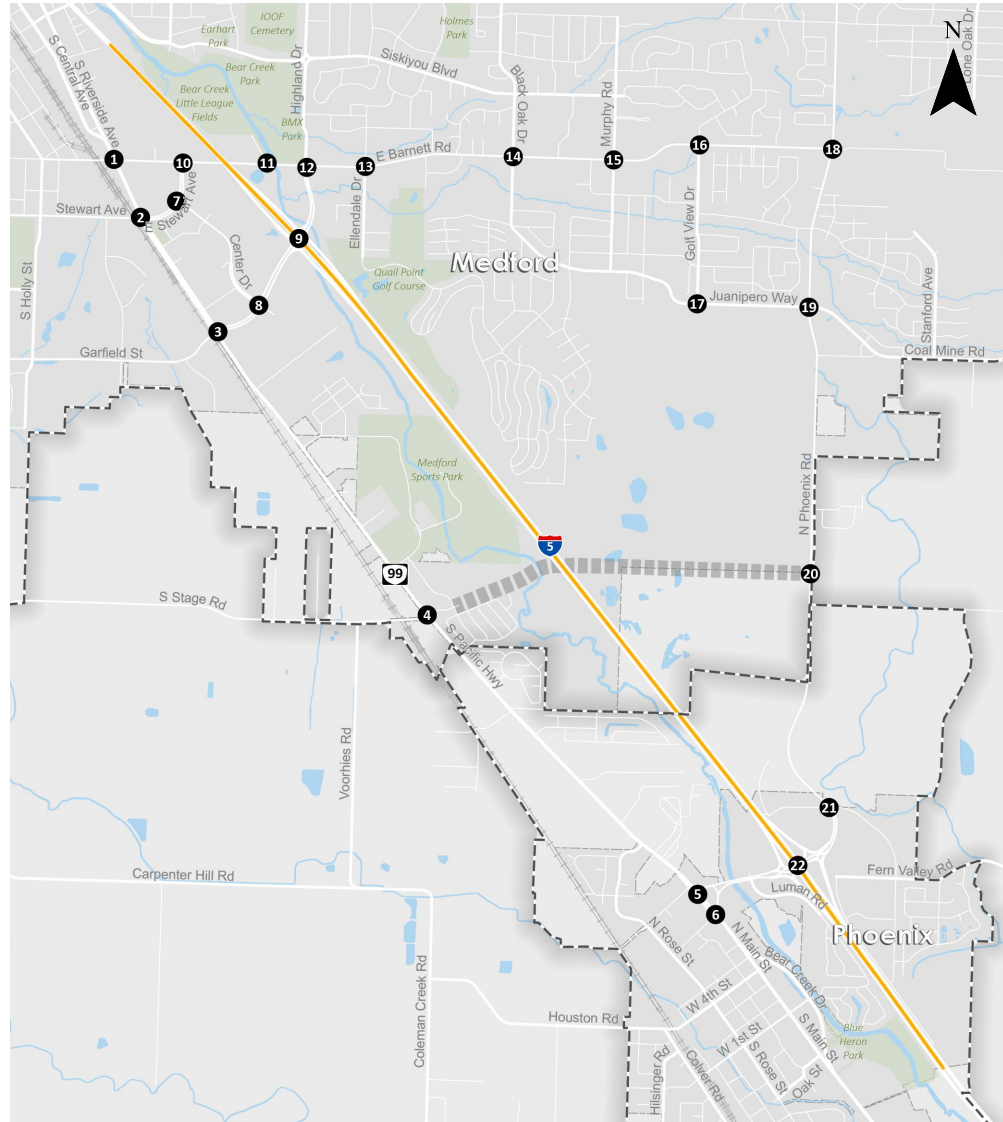 IOOF
Cemetery
Holmes
Park
Earhart
Park
N
Lone Oak Dr
S Central Ave
S Riverside Ave
Highland Dr
Siskiyou Blvd
Bear Creek
Park
Black Oak Dr
Murphy Rd
Bear Creek
Little League
Fields
BMX
Park
1
10
11
12
13
E Barnett Rd
14
15
16
18
Stewart Ave
2
7
E Stewart Ave
Ellendale Dr
Center Dr
9
Medford
Golf View Dr
S Holly St
Quail Point
Golf Course
Stanford Ave
8
17
Juanipero Way
19
3
Garfield St
Coal Mine Rd
Medford
Sports Park
N Phoenix Rd
5
99
20
S Stage Rd
4
S Pacific Hwy
Voorhies Rd
21
Carpenter Hill Rd
22
Fern Valley Rd
5
Luman Rd
6
Phoenix
N Rose St
N Main St
Bear Creek Dr
Coleman Creek Rd
W 4th St
Houston Rd
W 1st St
S Main St
Blue
Heron
Park
Hilsinger Rd
Colver Rd
S Rose St
Oak St